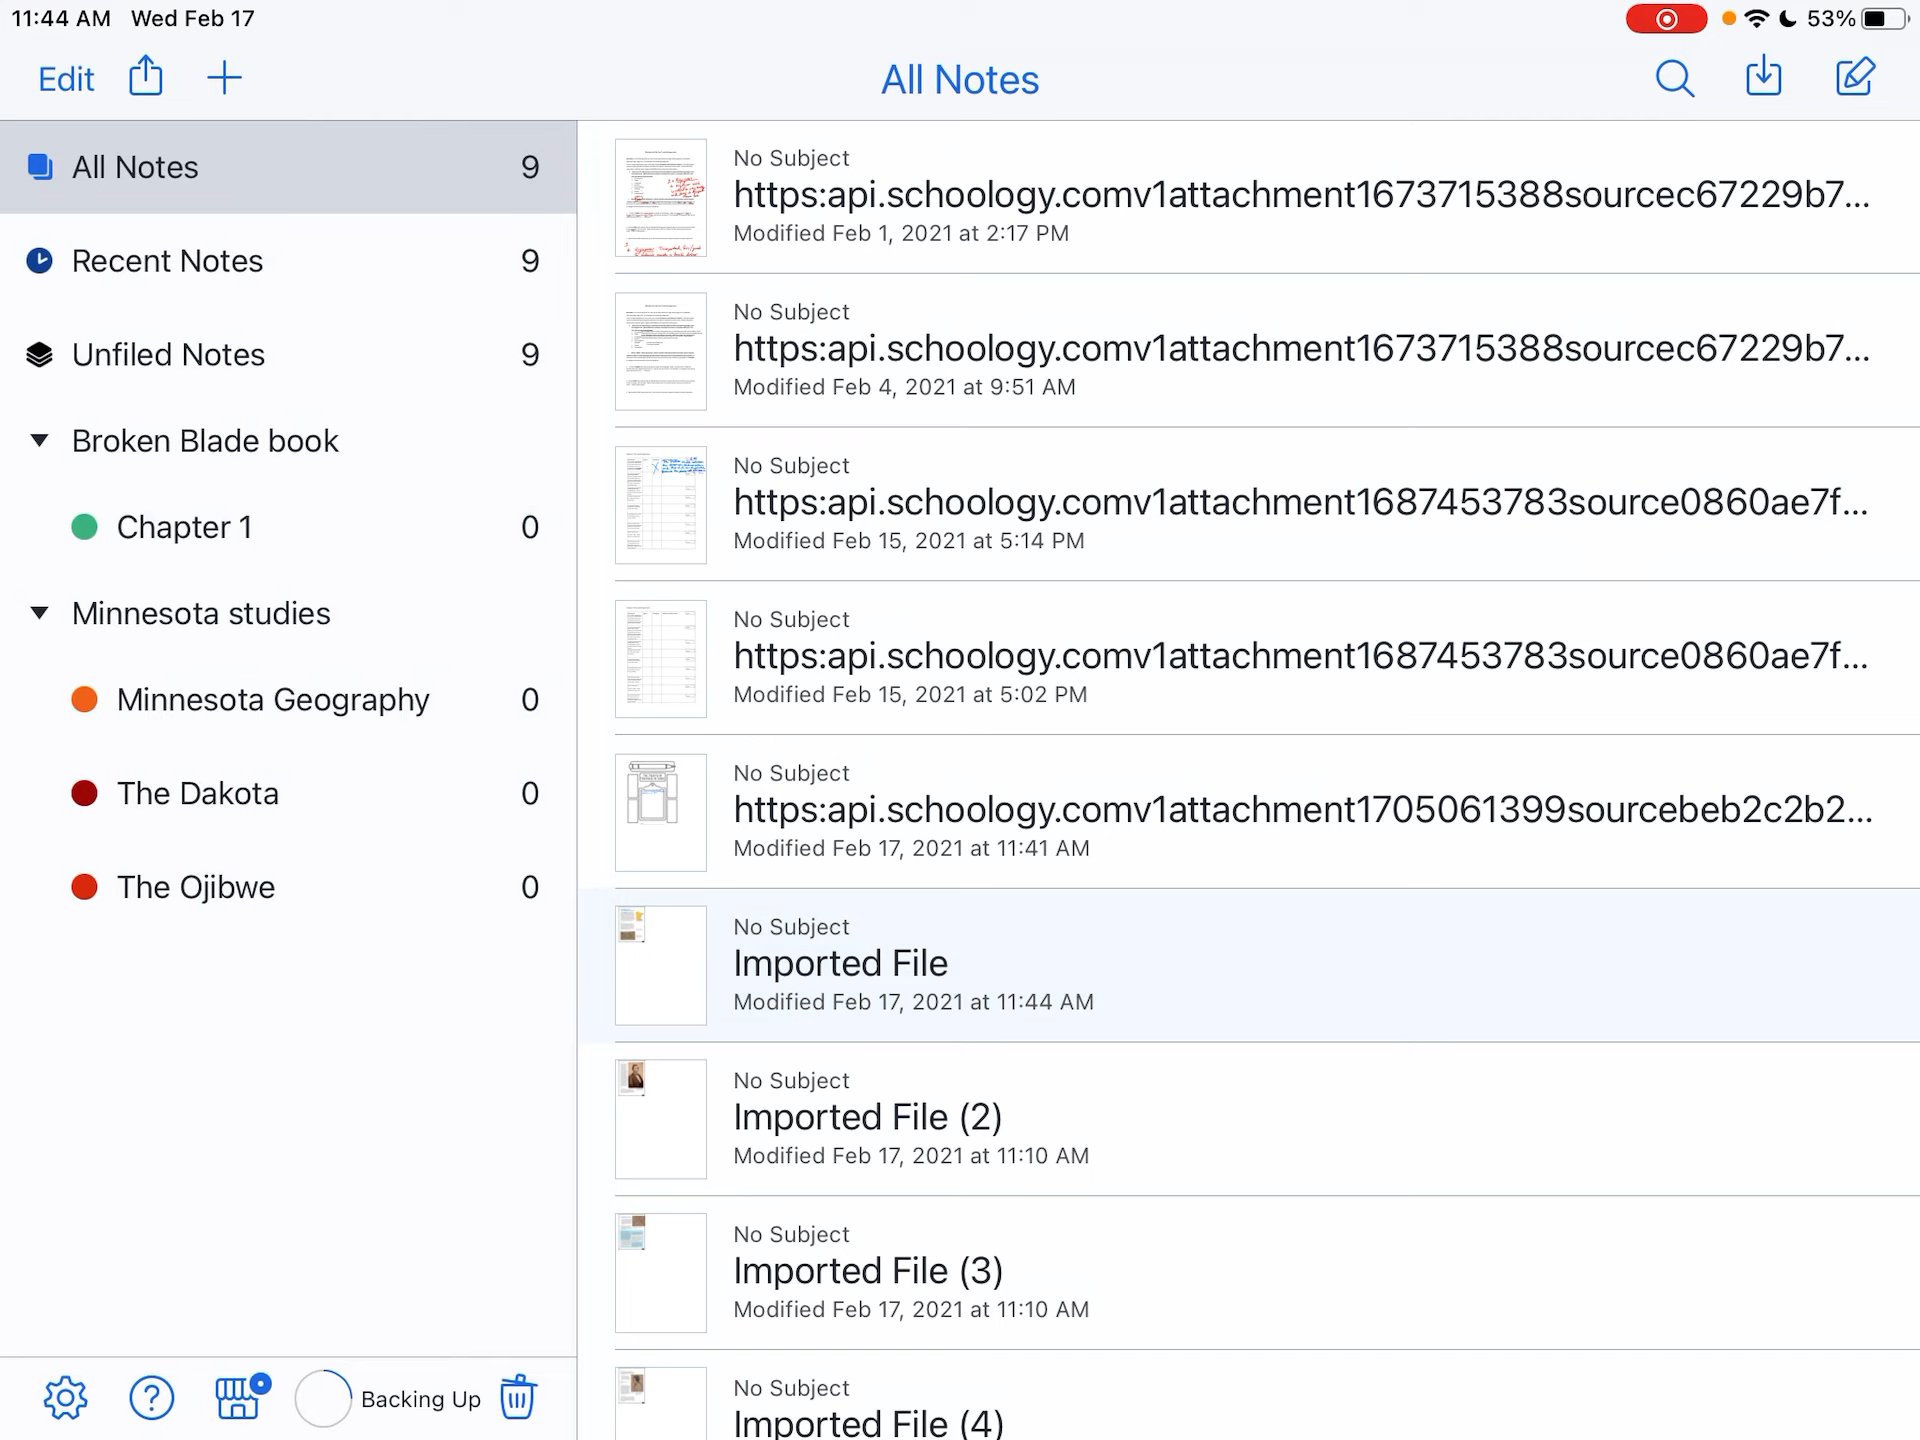 11:44 AM Wed Feb 17
53%
Edit
All Notes
All Notes 9
Recent Notes 9
Unfiled Notes 9
Broken Blade book
Chapter 1 0
Minnesota studies
Minnesota Geography 0
The Dakota 0
The Ojibwe 0
Backing Up
No Subject
https:api.schoology.comv1attachment1673715388sourcec67229b7...
Modified Feb 1, 2021 at 2:17 PM
No Subject
https:api.schoology.comv1attachment1673715388sourcec67229b7...
Modified Feb 4, 2021 at 9:51 AM
No Subject
https:api.schoology.comv1attachment1687453783source0860ae7f...
Modified Feb 15, 2021 at 5:14 PM
No Subject
https:api.schoology.comv1attachment1687453783source0860ae7f...
Modified Feb 15, 2021 at 5:02 PM
No Subject
https:api.schoology.comv1attachment1705061399sourcebeb2c2b2...
Modified Feb 17, 2021 at 11:41 AM
No Subject
Imported File
Modified Feb 17, 2021 at 11:44 AM
No Subject
Imported File (2)
Modified Feb 17, 2021 at 11:10 AM
No Subject
Imported File (3)
Modified Feb 17, 2021 at 11:10 AM
No Subject
Imported File (4)